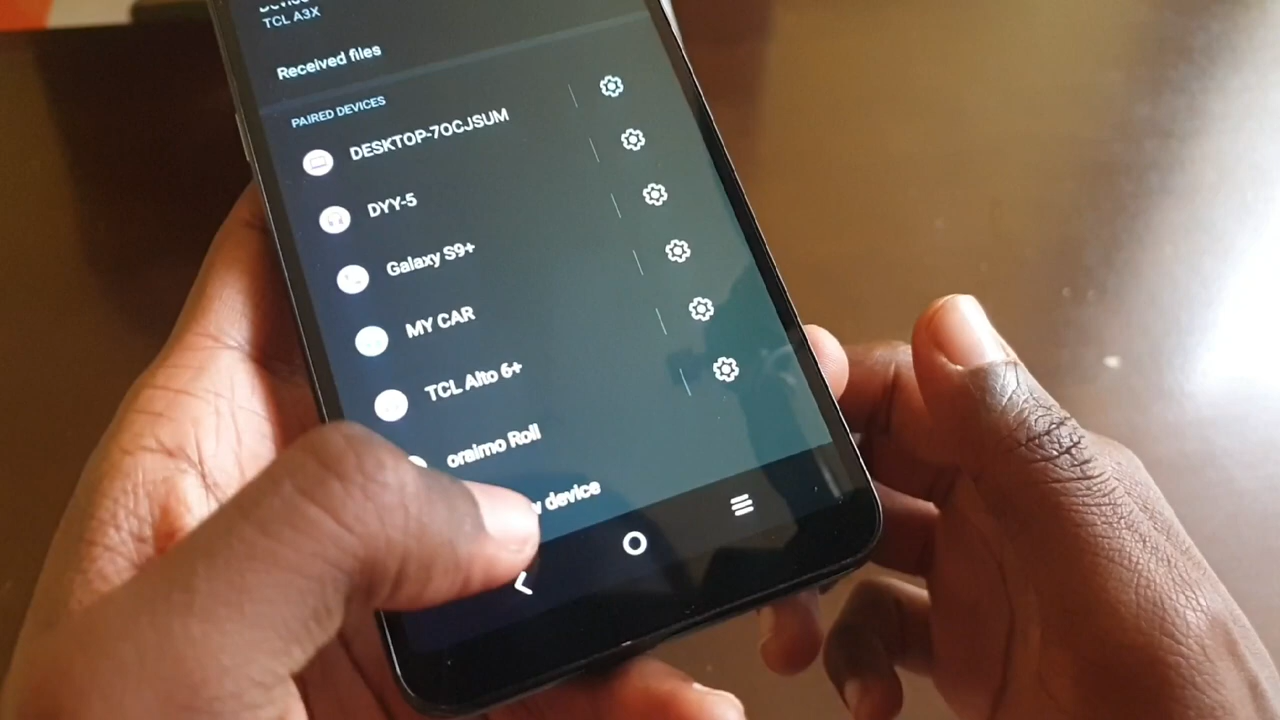 TCL A3X
Received files
PAIRED DEVICES
DESKTOP-7OCJSUM
DYY-5
Galaxy S9+
MY CAR
TCL Alto 6+
oraimo Roll
device